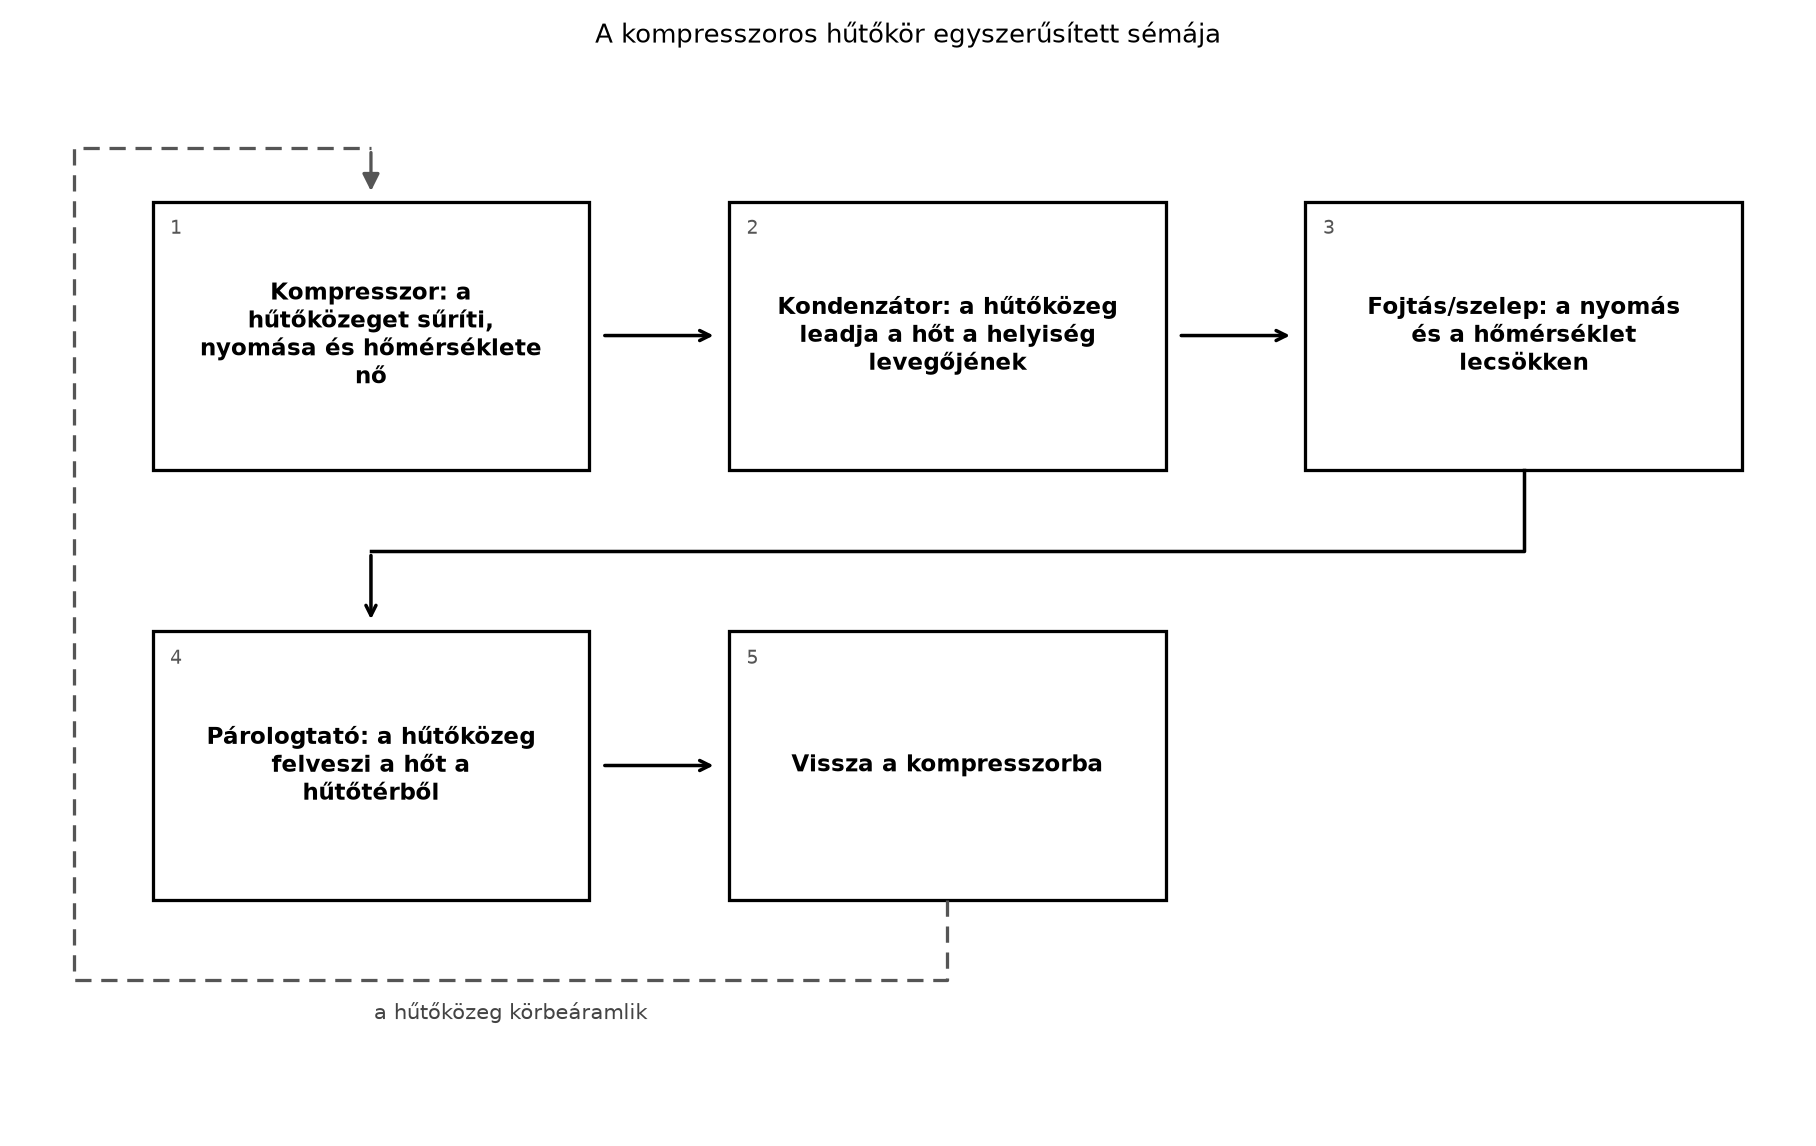 A kompresszoros hűtőkör egyszerűsített sémája
1
Kompresszor: a
hűtőközeget sűríti,
nyomása és hőmérséklete
nő
2
Kondenzátor: a hűtőközeg
leadja a hőt a helyiség
levegőjének
3
Fojtás/szelep: a nyomás
és a hőmérséklet
lecsökken
4
Párologtató: a hűtőközeg
felveszi a hőt a
hűtőtérből
5
Vissza a kompresszorba
a hűtőközeg körbeáramlik